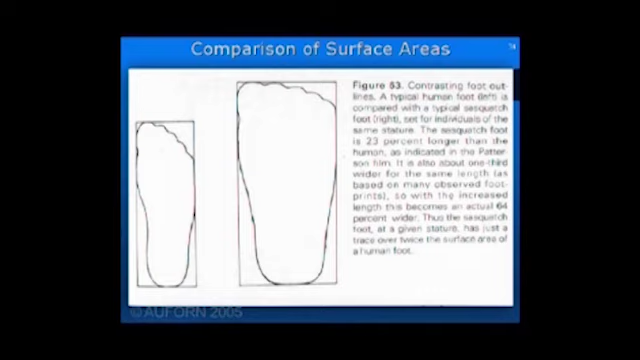 Comparison of Surface Areas
Figure 63. Contrasting foot out-
lines. A typical human foot (left) is
compared with a typical sasquatch
foot (right), set for individuals of the
same stature. The sasquatch foot
is 23 percent longer than the
human, as indicated in the Patter-
son film. It is also about one-third
wider for the same length (as
based on many observed foot-
prints), so with the increased
length this becomes an actual 64
percent wider. Thus the sasquatch
foot, at a given stature, has just a
trace over twice the surface area of
a human foot.
©AUFORN 2005